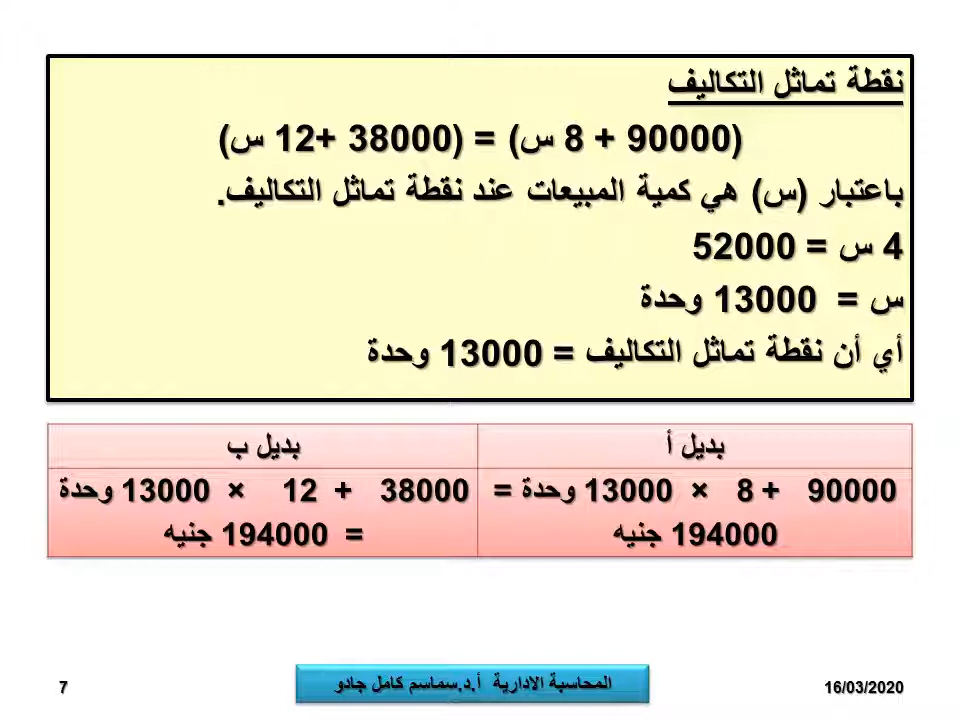 نقطة تماثل التكاليف
(90000 + 8 س) = (38000 +12 س)
باعتبار (س) هي كمية المبيعات عند نقطة تماثل التكاليف.
4 س = 52000
س = 13000 وحدة
أي أن نقطة تماثل التكاليف = 13000 وحدة
بديل أ
بديل ب
90000 + 8 × 13000 وحدة =
194000 جنيه
38000 + 12 × 13000 وحدة
= 194000 جنيه
16/03/2020
المحاسبة الادارية أ.د.سماسم كامل جادو
7